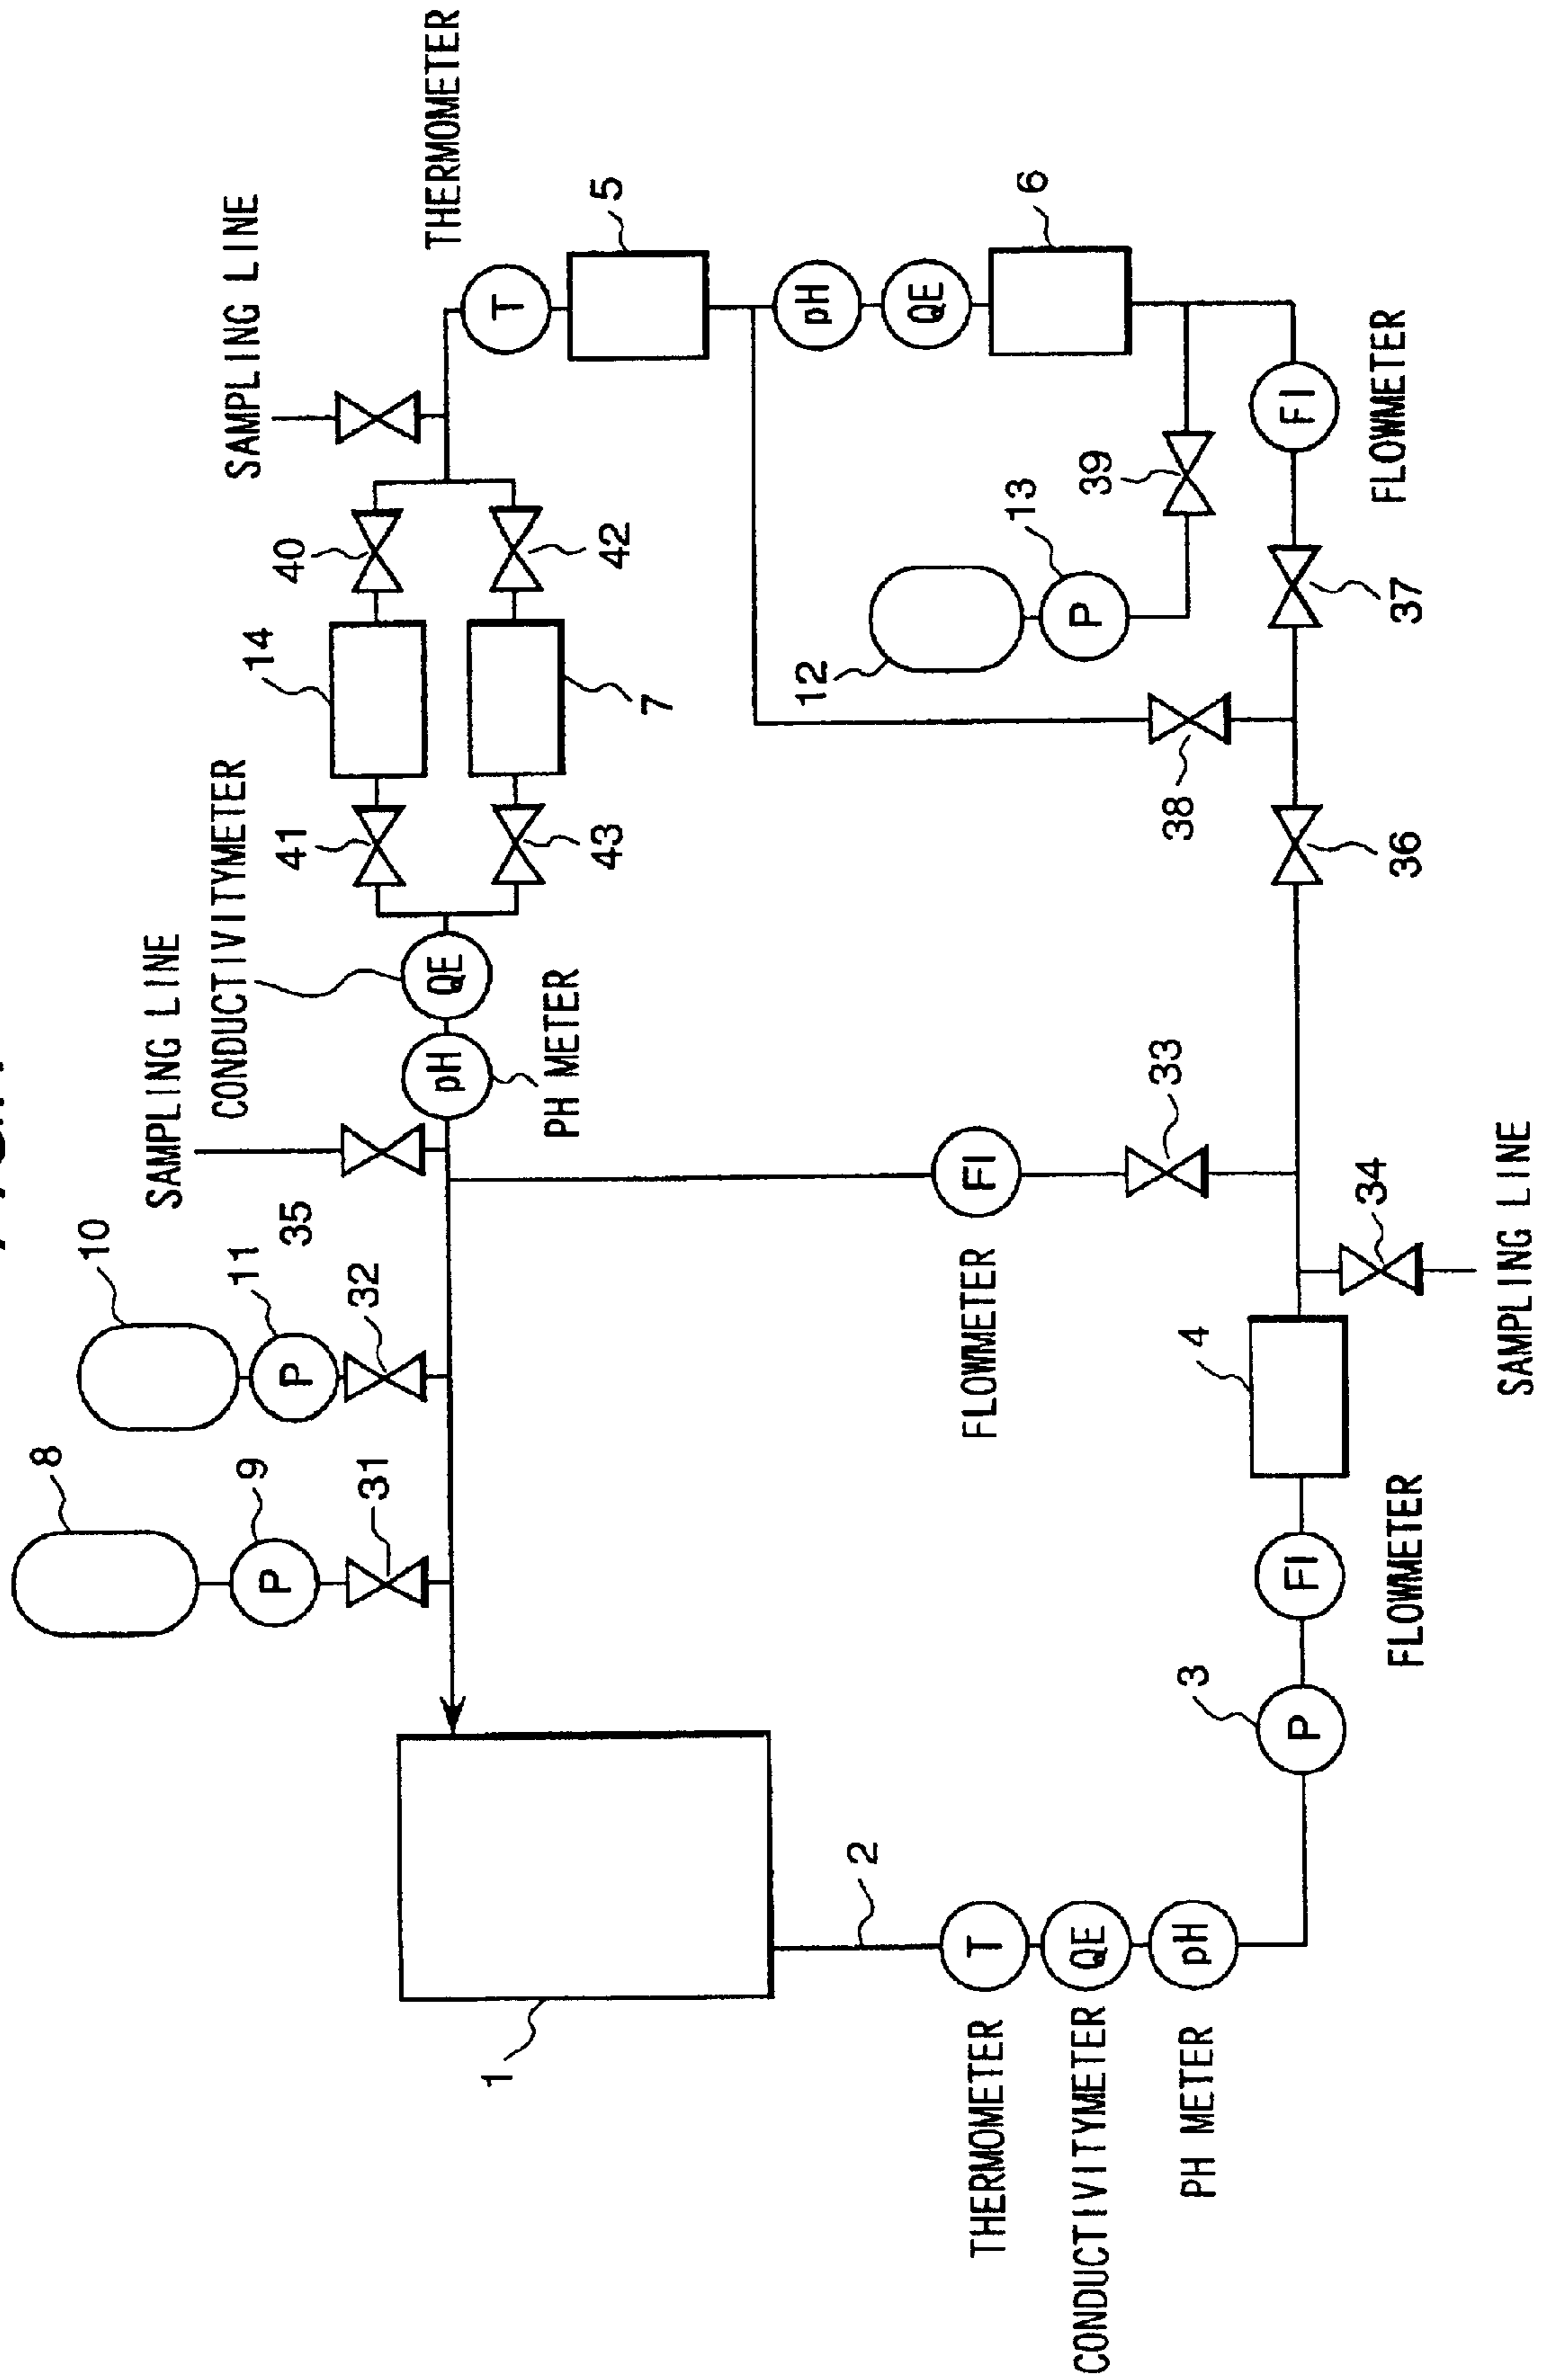 8
10
SAMPLING LINE
9
11
CONDUCTIVITYMETER
14
SAMPLING LINE
P
P
35
41
40
31
32
THERMOMETER
pH
QE
T
1
PH METER
43
42
5
7
12
pH
2
QE
THERMOMETER
T
FLOWMETER
FI
13
6
CONDUCTIVITYMETER
QE
P
39
33
38
PH METER
pH
3
4
P
FI
FI
34
FLOWMETER
36
37
FLOWMETER
SAMPLING LINE